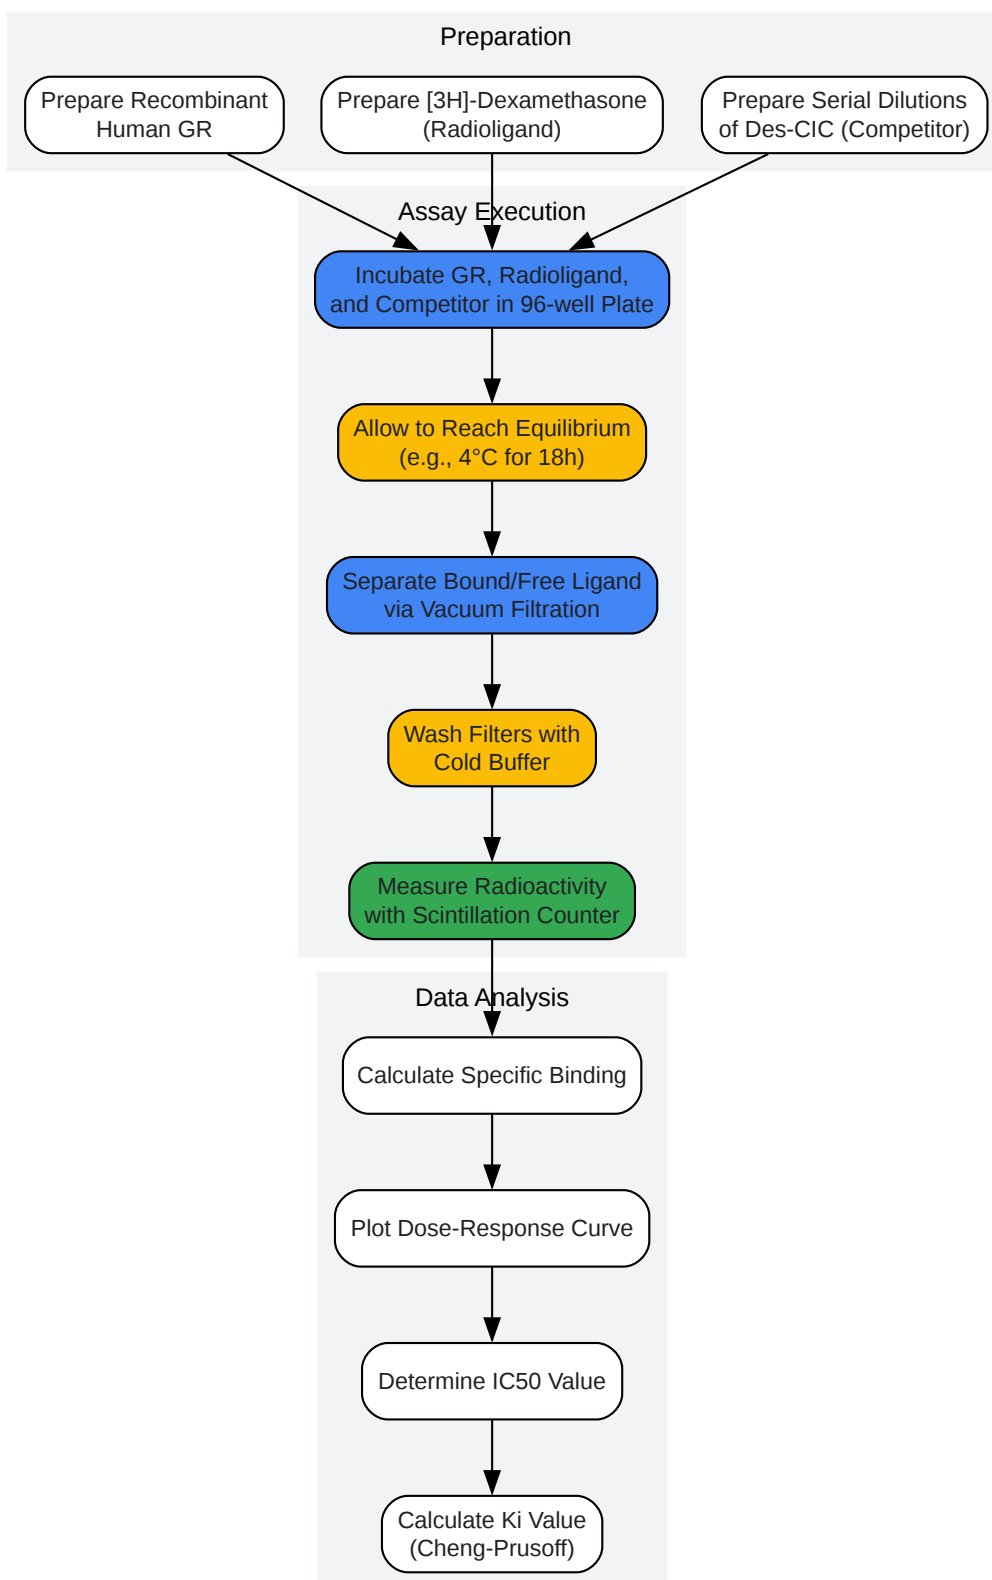 Preparation
Prepare Recombinant
Human GR
Prepare [3H]-Dexamethasone
(Radioligand)
Prepare Serial Dilutions
of Des-CIC (Competitor)
Assay Execution
Incubate GR, Radioligand,
and Competitor in 96-well Plate
Allow to Reach Equilibrium
(e.g., 4°C for 18h)
Separate Bound/Free Ligand
via Vacuum Filtration
Wash Filters with
Cold Buffer
Measure Radioactivity
with Scintillation Counter
Data Analysis
Calculate Specific Binding
Plot Dose-Response Curve
Determine IC50 Value
Calculate Ki Value
(Cheng-Prusoff)